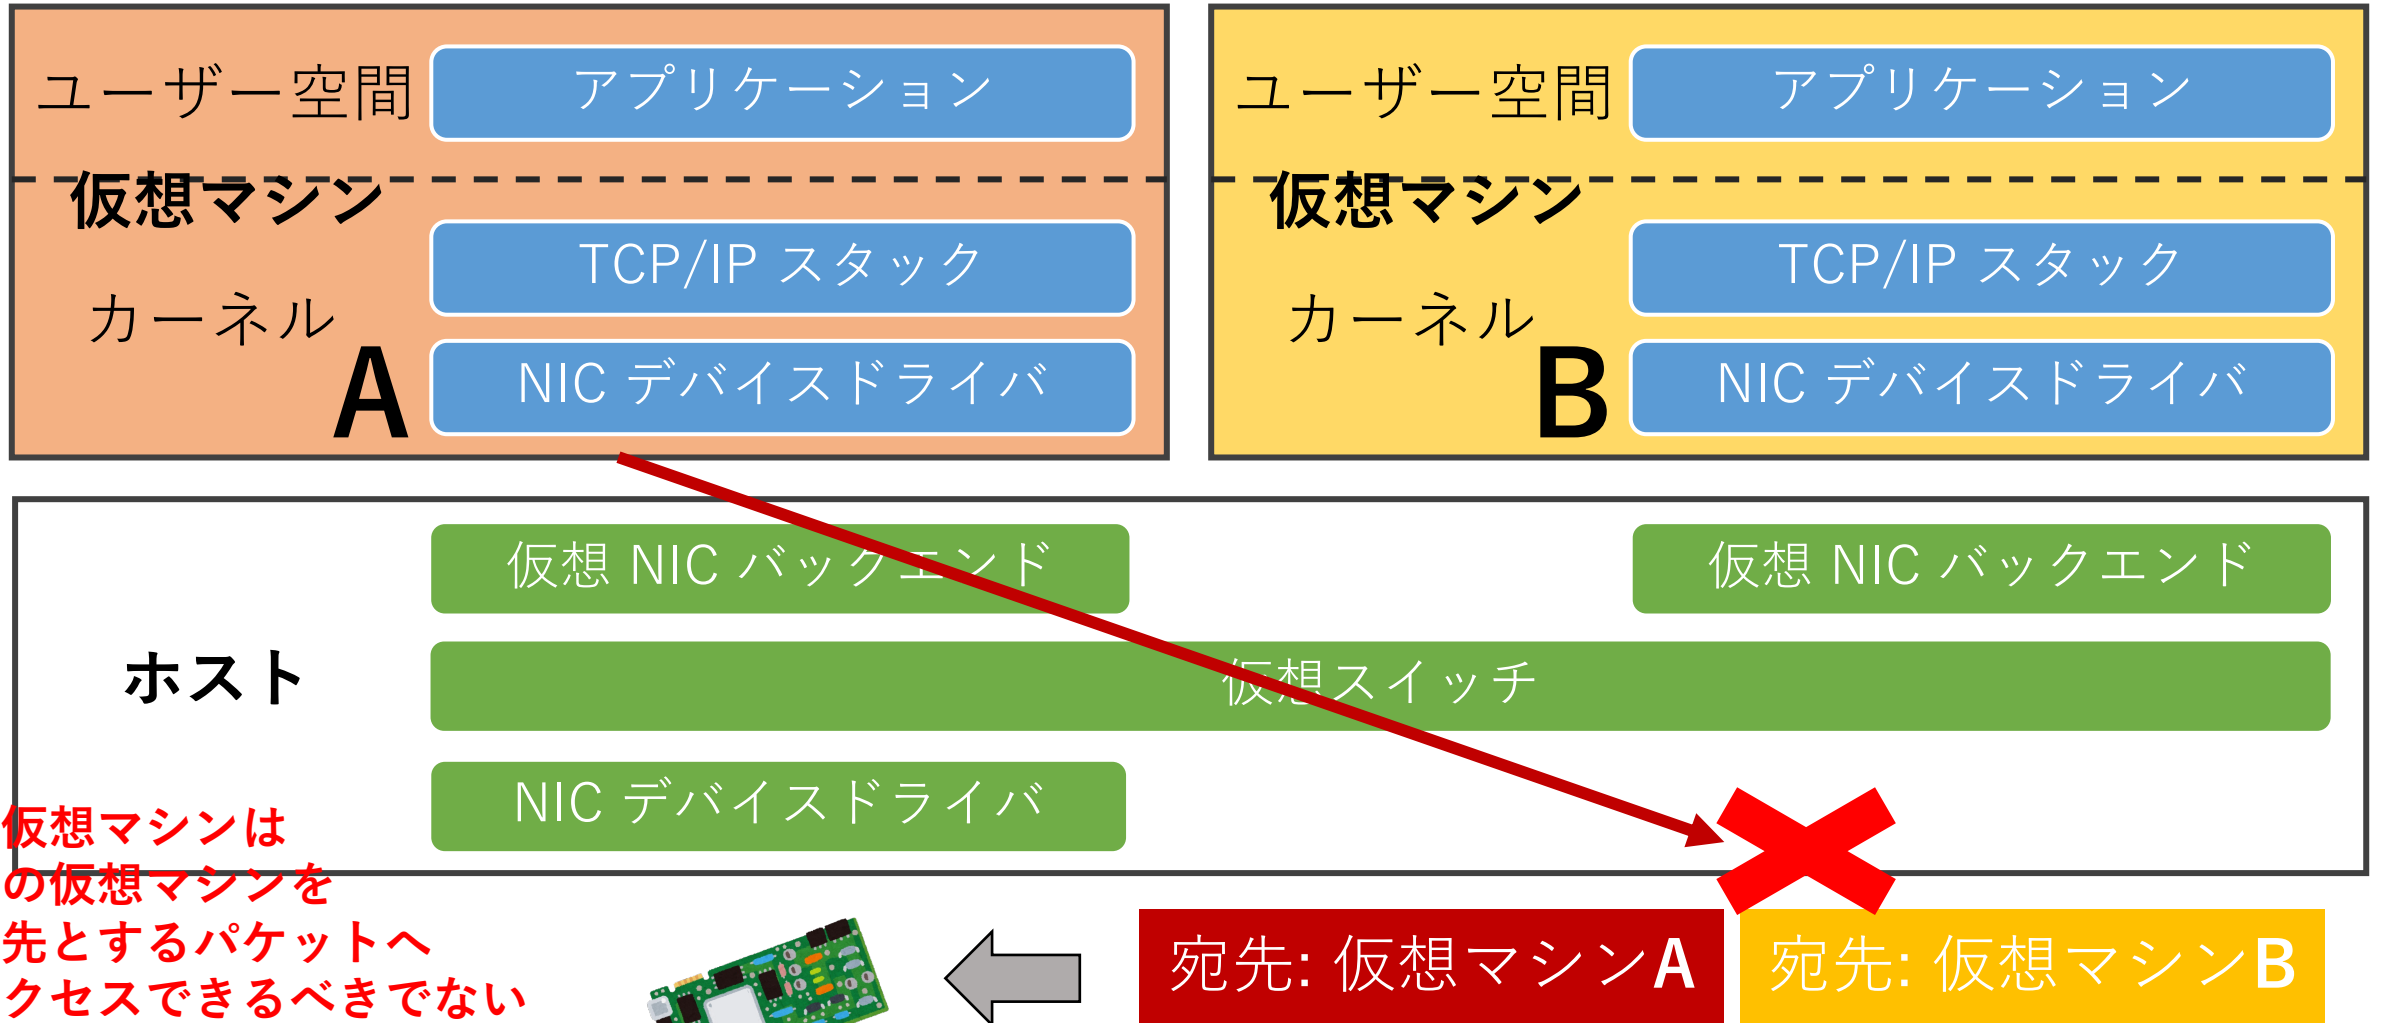 ユーザー空間
アプリケーション
仮想マシン
TCP/IP スタック
カーネル
A
NIC デバイスドライバ
ユーザー空間
アプリケーション
仮想マシン
TCP/IP スタック
カーネル
B
NIC デバイスドライバ
仮想 NIC バックエンド
仮想 NIC バックエンド
仮想スイッチ
ホスト
NIC デバイスドライバ
仮想マシンは
の仮想マシンを
先とするパケットへ
クセスできるべきでない
宛先: 仮想マシンA
宛先: 仮想マシンB